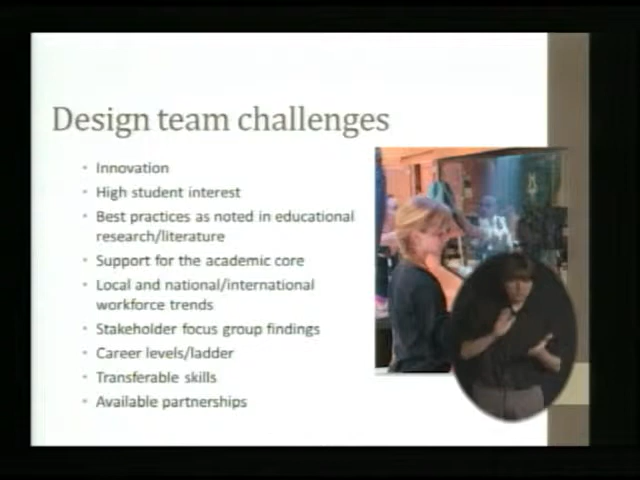 Design team challenges
Innovation
High student interest
Best practices as noted in educational
research/literature
Support for the academic core
Local and national/international
workforce trends
Stakeholder focus group findings
Career levels/ladder
Transferable skills
Available partnerships